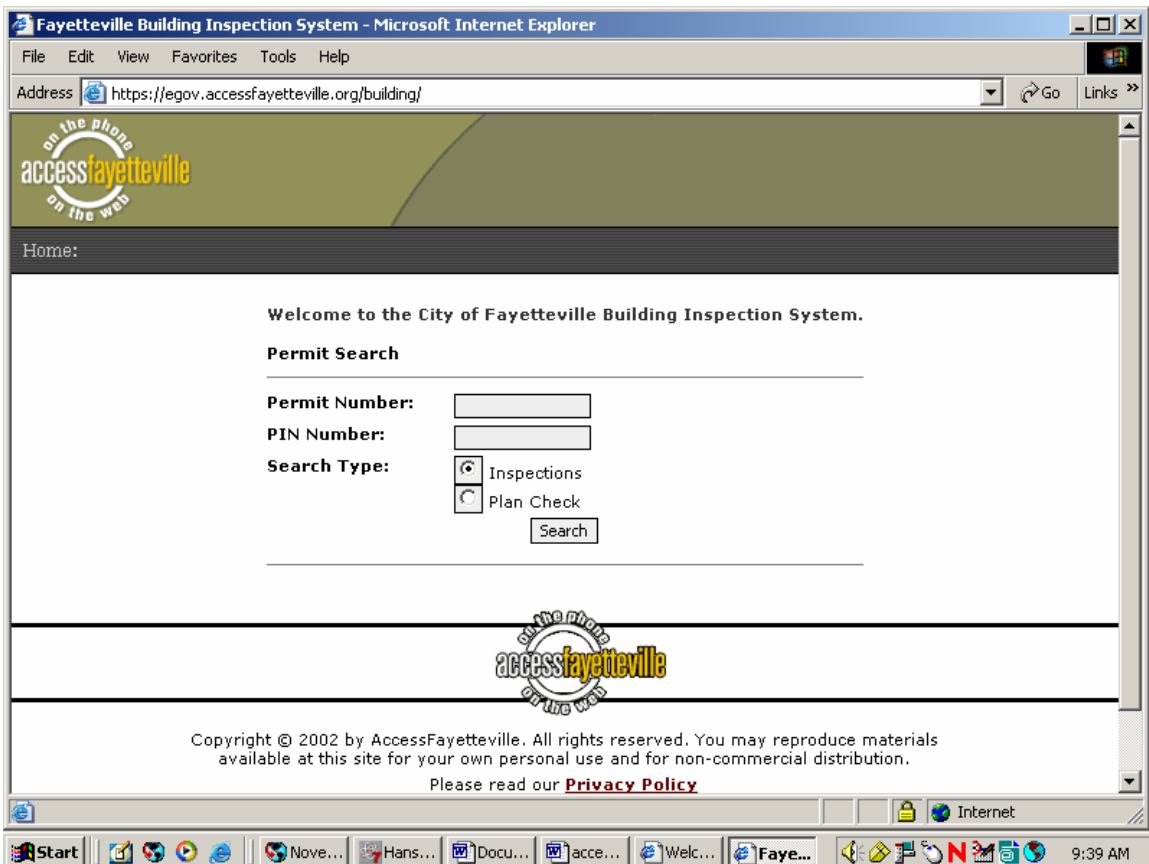 Fayetteville Building Inspection System - Microsoft Internet Explorer
File Edit View Favorites Tools Help
Address https://egov.accessfayetteville.org/building/ Go Links »
on the phone
accessfayetteville
on the web
Home:
Welcome to the City of Fayetteville Building Inspection System.
Permit Search
Permit Number:
PIN Number:
Search Type:
Inspections
Plan Check
Search
on the phone
accessfayetteville
on the web
Copyright © 2002 by AccessFayetteville. All rights reserved. You may reproduce materials
available at this site for your own personal use and for non-commercial distribution.
Please read our Privacy Policy
Internet
Start Nove... Hans... Docu... acce... Welc... Faye... N 9:39 AM